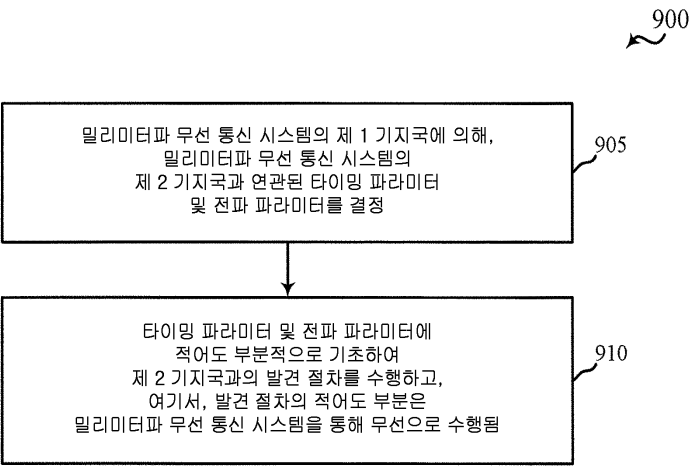 900
밀리미터파 무선 통신 시스템의 제 1 기지국에 의해,
밀리미터파 무선 통신 시스템의
제 2 기지국과 연관된 타이밍 파라미터
및 전파 파라미터를 결정
905
타이밍 파라미터 및 전파 파라미터에
적어도 부분적으로 기초하여
제 2 기지국과의 발견 절차를 수행하고,
여기서, 발견 절차의 적어도 부분은
밀리미터파 무선 통신 시스템을 통해 무선으로 수행됨
910